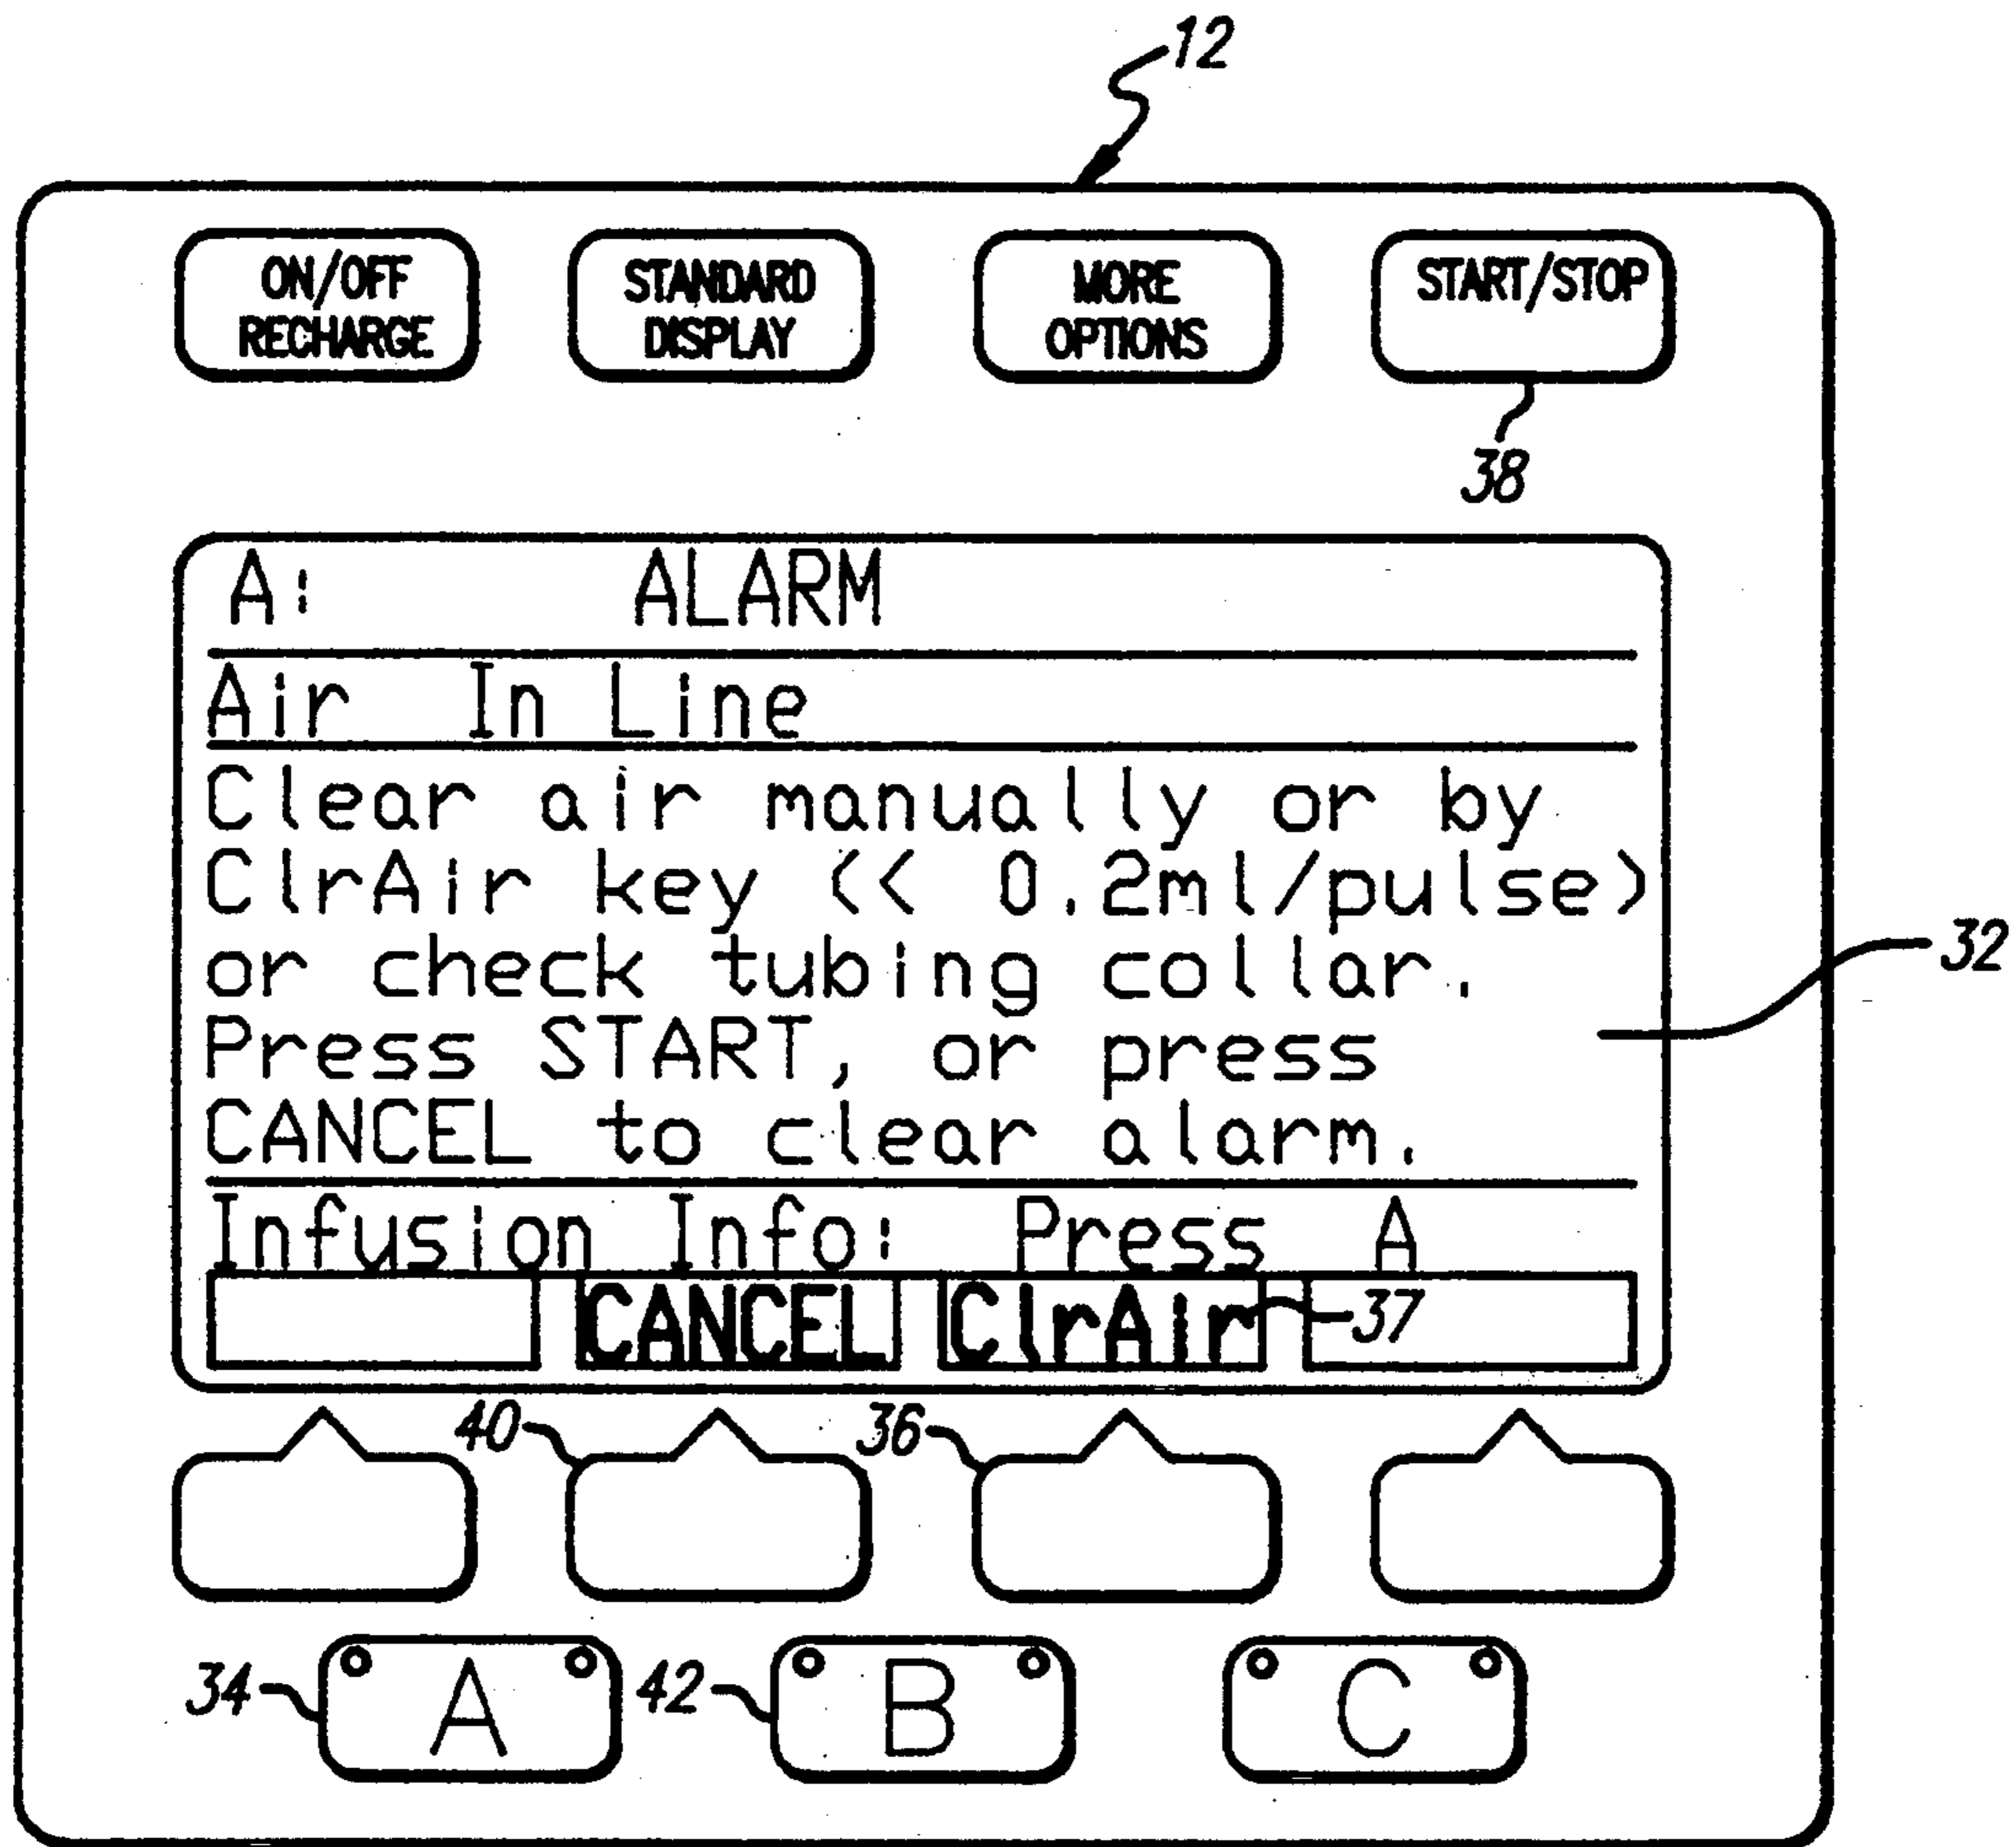 12
ON/OFF RECHARGE
STANDARD DISPLAY
MORE OPTIONS
START/STOP
38
A: ALARM
Air In Line
Clear air manually or by
ClrAir key (< 0.2ml/pulse)
or check tubing collar.
Press START, or press
CANCEL to clear alarm.
32
Infusion Info: Press A
CANCEL ClrAir 37
40 36
34 A 42 B C